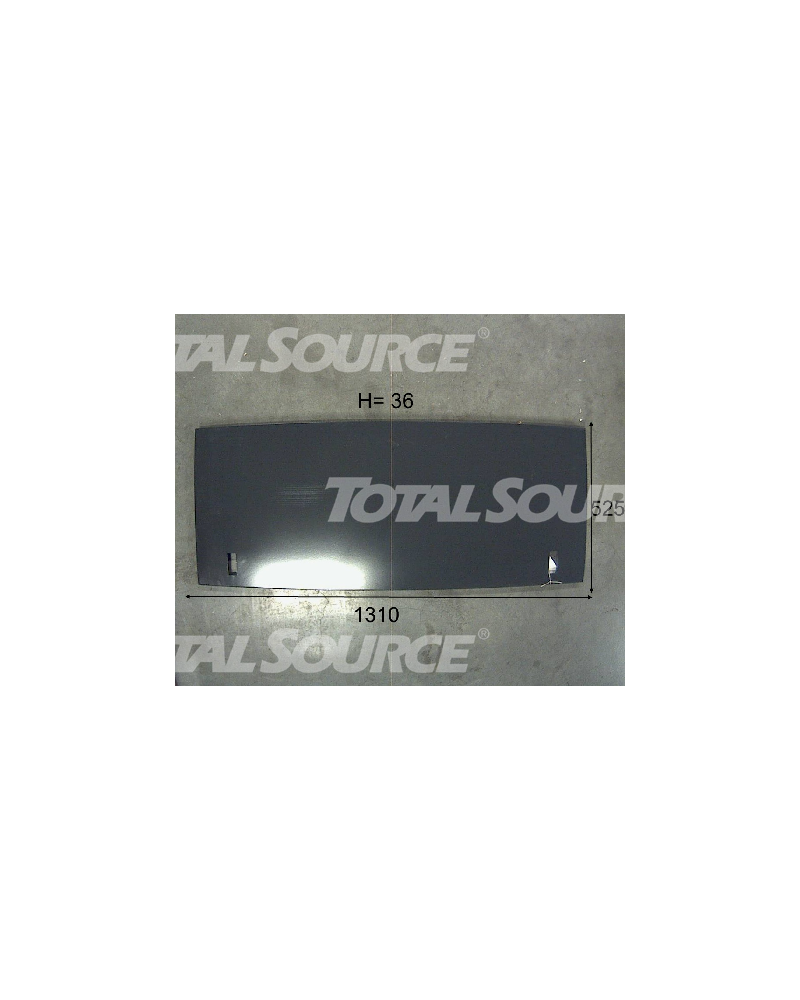 TAL SOURCE®
H= 36
TOTAL SOUR
525
1310
TAL SOURCE®